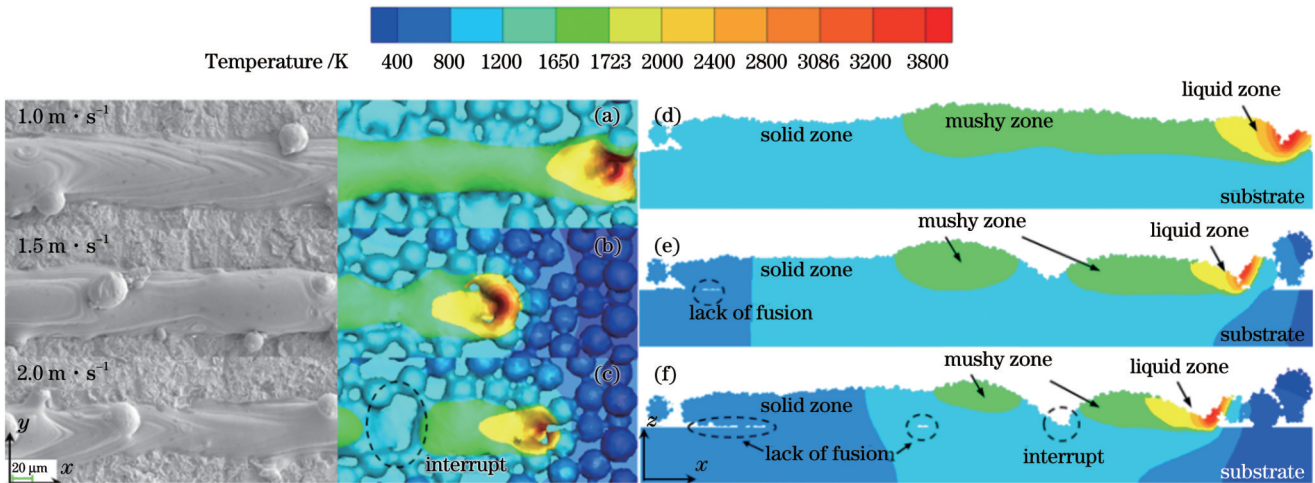 Temperature /K 400 800 1200 1650 1723 2000 2400 2800 3086 3200 3800
1.0 m · s⁻¹
(a)
(d)
solid zone
mushy zone
liquid zone
substrate
1.5 m · s⁻¹
(b)
(e)
solid zone
mushy zone
liquid zone
lack of fusion
substrate
2.0 m · s⁻¹
(c)
interrupt
y
x
20 μm
(f)
solid zone
mushy zone
liquid zone
lack of fusion
interrupt
z
x
substrate